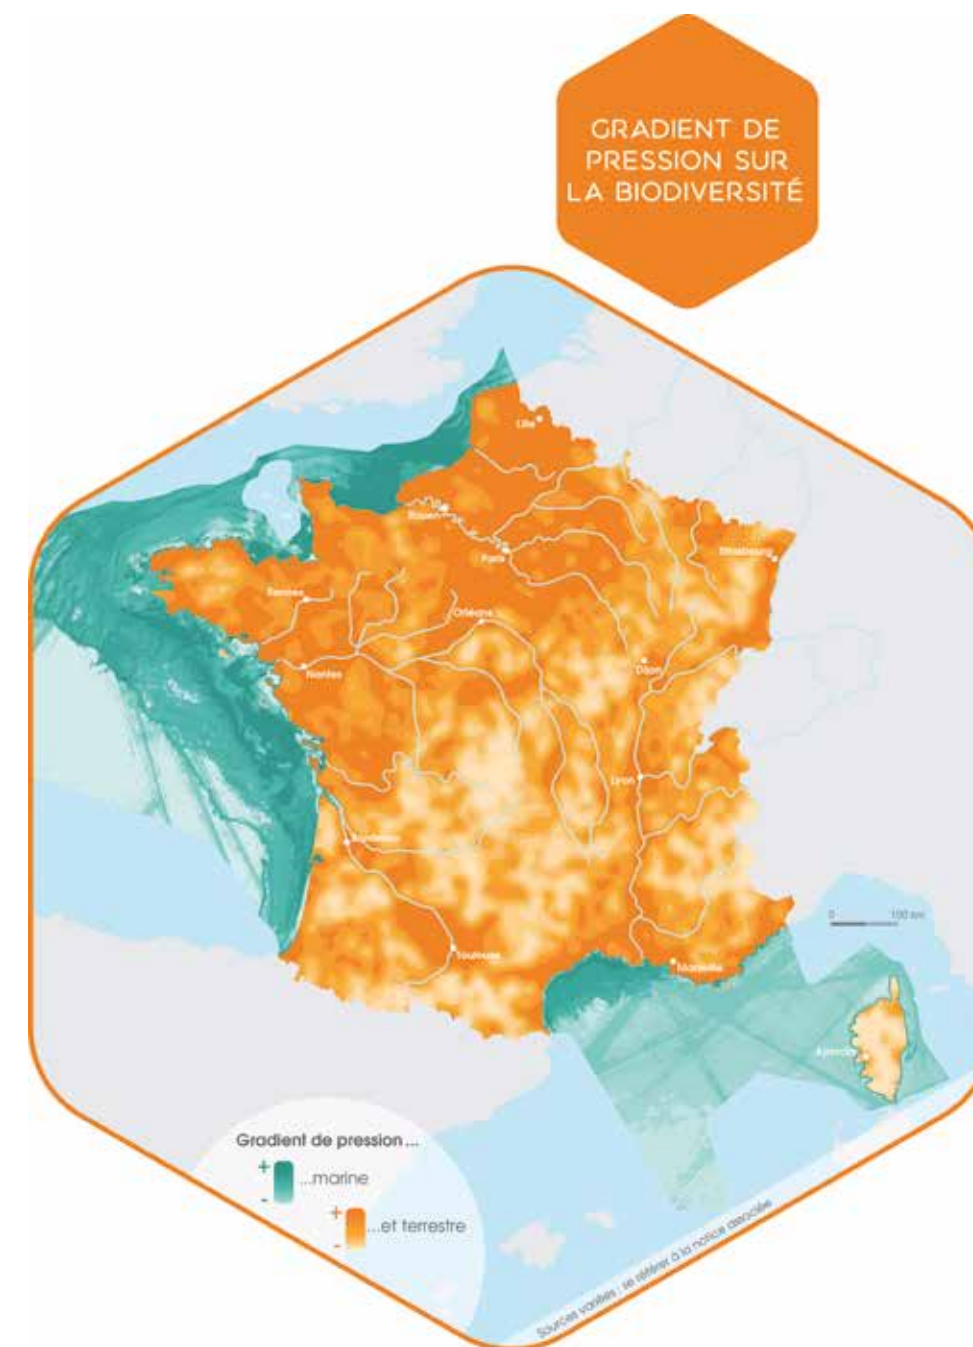 GRADIENT DE
PRESSION SUR
LA BIODIVERSITÉ
Lille
Rouen
Paris
Strasbourg
Rennes
Orléans
Nantes
Dijon
Lyon
Bordeaux
0 100 km
Toulouse
Marseille
Ajaccio
Gradient de pression...
+
...marine
-
+
...et terrestre
-
Sources variées : se référer à la notice associée